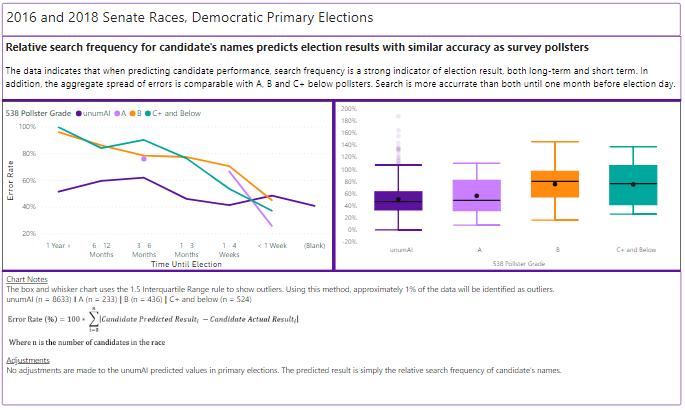 2016 and 2018 Senate Races, Democratic Primary Elections
Relative search frequency for candidate's names predicts election results with similar accuracy as survey pollsters
The data indicates that when predicting candidate performance, search frequency is a strong indicator of election result, both long-term and short term. In
addition, the aggregate spread of errors is comparable with A, B and C+ below pollsters. Search is more accurrate than both until one month before election day.
538 Pollster Grade unumAI A B C+ and Below
100%
80%
60%
40%
20%
Error Rate
1 Year + 6 - 12 Months 3 - 6 Months 1 - 3 Months 1 - 4 Weeks < 1 Week (Blank)
Time Until Election
200%
180%
160%
140%
120%
100%
80%
60%
40%
20%
0%
-20%
unumAI A B C+ and Below
538 Pollster Grade
Chart Notes
The box and whisker chart uses the 1.5 Interquartile Range rule to show outliers. Using this method, approximately 1% of the data will be identified as outliers.
unumAI (n = 8633) | A (n = 233) | B (n = 436) | C+ and below (n = 524)
Error Rate (%) = 100 * ∑ⁿᵢ₌₀ |Candidate Predicted Resultᵢ − Candidate Actual Resultᵢ|
Where n is the number of candidates in the race
Adjustments
No adjustments are made to the unumAI predicted values in primary elections. The predicted result is simply the relative search frequency of candidate's names.